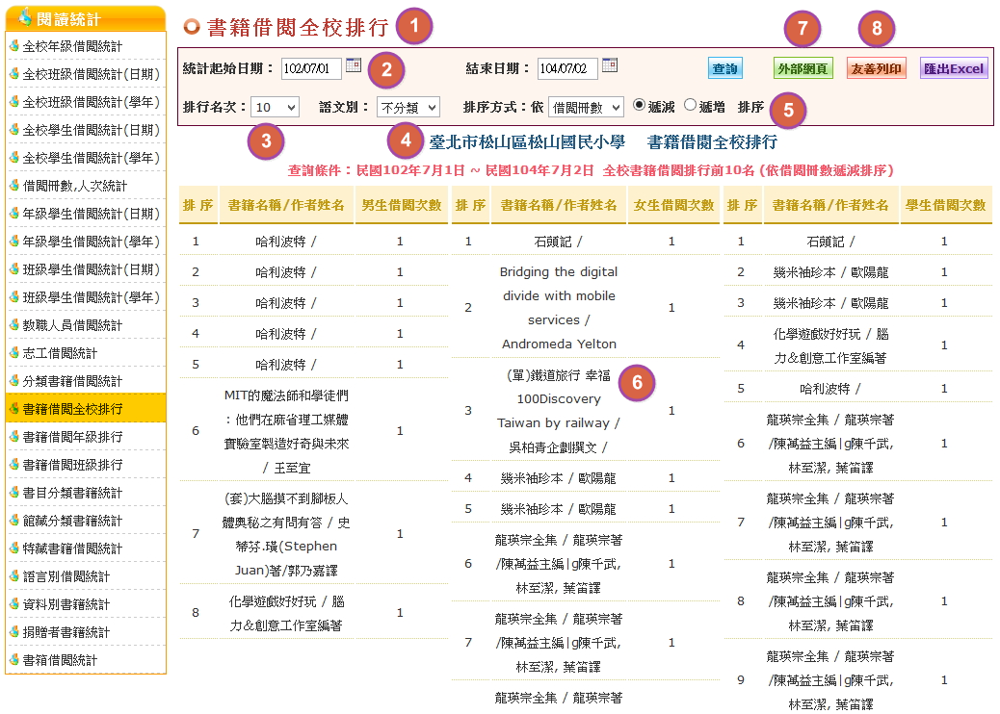 閱讀統計
全校年級借閱統計
全校班級借閱統計(日期)
全校班級借閱統計(學年)
全校學生借閱統計(日期)
全校學生借閱統計(學年)
借閱冊數,人次統計
年級學生借閱統計(日期)
年級學生借閱統計(學年)
班級學生借閱統計(日期)
班級學生借閱統計(學年)
教職人員借閱統計
志工借閱統計
分類書籍借閱統計
書籍借閱全校排行
書籍借閱年級排行
書籍借閱班級排行
書目分類書籍統計
館藏分類書籍統計
特藏書籍借閱統計
語言別借閱統計
資料別書籍統計
捐贈者書籍統計
書箱借閱統計
書籍借閱全校排行 1
7 8
統計起始日期： 102/07/01 2 結束日期： 104/07/02 查詢 外部網頁 友善列印 匯出Excel
排行名次： 10 語文別： 不分類 排序方式：依 借閱冊數 遞減 遞增 排序 5
3 4 臺北市松山區松山國民小學 書籍借閱全校排行
查詢條件：民國102年7月1日 ~ 民國104年7月2日 全校書籍借閱排行前10名 (依借閱冊數遞減排序)
排 序 書籍名稱/作者姓名 男生借閱次數
1 哈利波特 / 1
2 哈利波特 / 1
3 哈利波特 / 1
4 哈利波特 / 1
5 哈利波特 / 1
MIT的魔法師和學徒們
：他們在麻省理工媒體
6 實驗室製造好奇與未來 1
/ 王至宜
(套)大腦摸不到腳板人
體奧秘之有問有答 / 史
7 蒂芬.璜(Stephen 1
Juan)著/郭乃嘉譯
8 化學遊戲好好玩 / 腦 1
力&創意工作室編著
排 序 書籍名稱/作者姓名 女生借閱次數
1 石頭記 / 1
Bridging the digital
divide with mobile
2 services / 1
Andromeda Yelton
(單)鐵道旅行 幸福 6
100Discovery
3 Taiwan by railway / 1
吳柏青企劃撰文 /
4 幾米袖珍本 / 歐陽龍 1
5 幾米袖珍本 / 歐陽龍 1
龍瑛宗全集 / 龍瑛宗著
6 /陳萬益主編|g陳千武, 1
林至潔, 葉笛譯
龍瑛宗全集 / 龍瑛宗著
7 /陳萬益主編|g陳千武, 1
林至潔, 葉笛譯
龍瑛宗全集 / 龍瑛宗著
排 序 書籍名稱/作者姓名 學生借閱次數
1 石頭記 / 1
2 幾米袖珍本 / 歐陽龍 1
3 幾米袖珍本 / 歐陽龍 1
4 化學遊戲好好玩 / 腦 1
力&創意工作室編著
5 哈利波特 / 1
龍瑛宗全集 / 龍瑛宗著
6 /陳萬益主編|g陳千武, 1
林至潔, 葉笛譯
龍瑛宗全集 / 龍瑛宗著
7 /陳萬益主編|g陳千武, 1
林至潔, 葉笛譯
龍瑛宗全集 / 龍瑛宗著
8 /陳萬益主編|g陳千武, 1
林至潔, 葉笛譯
龍瑛宗全集 / 龍瑛宗著
9 /陳萬益主編|g陳千武, 1
林至潔, 葉笛譯